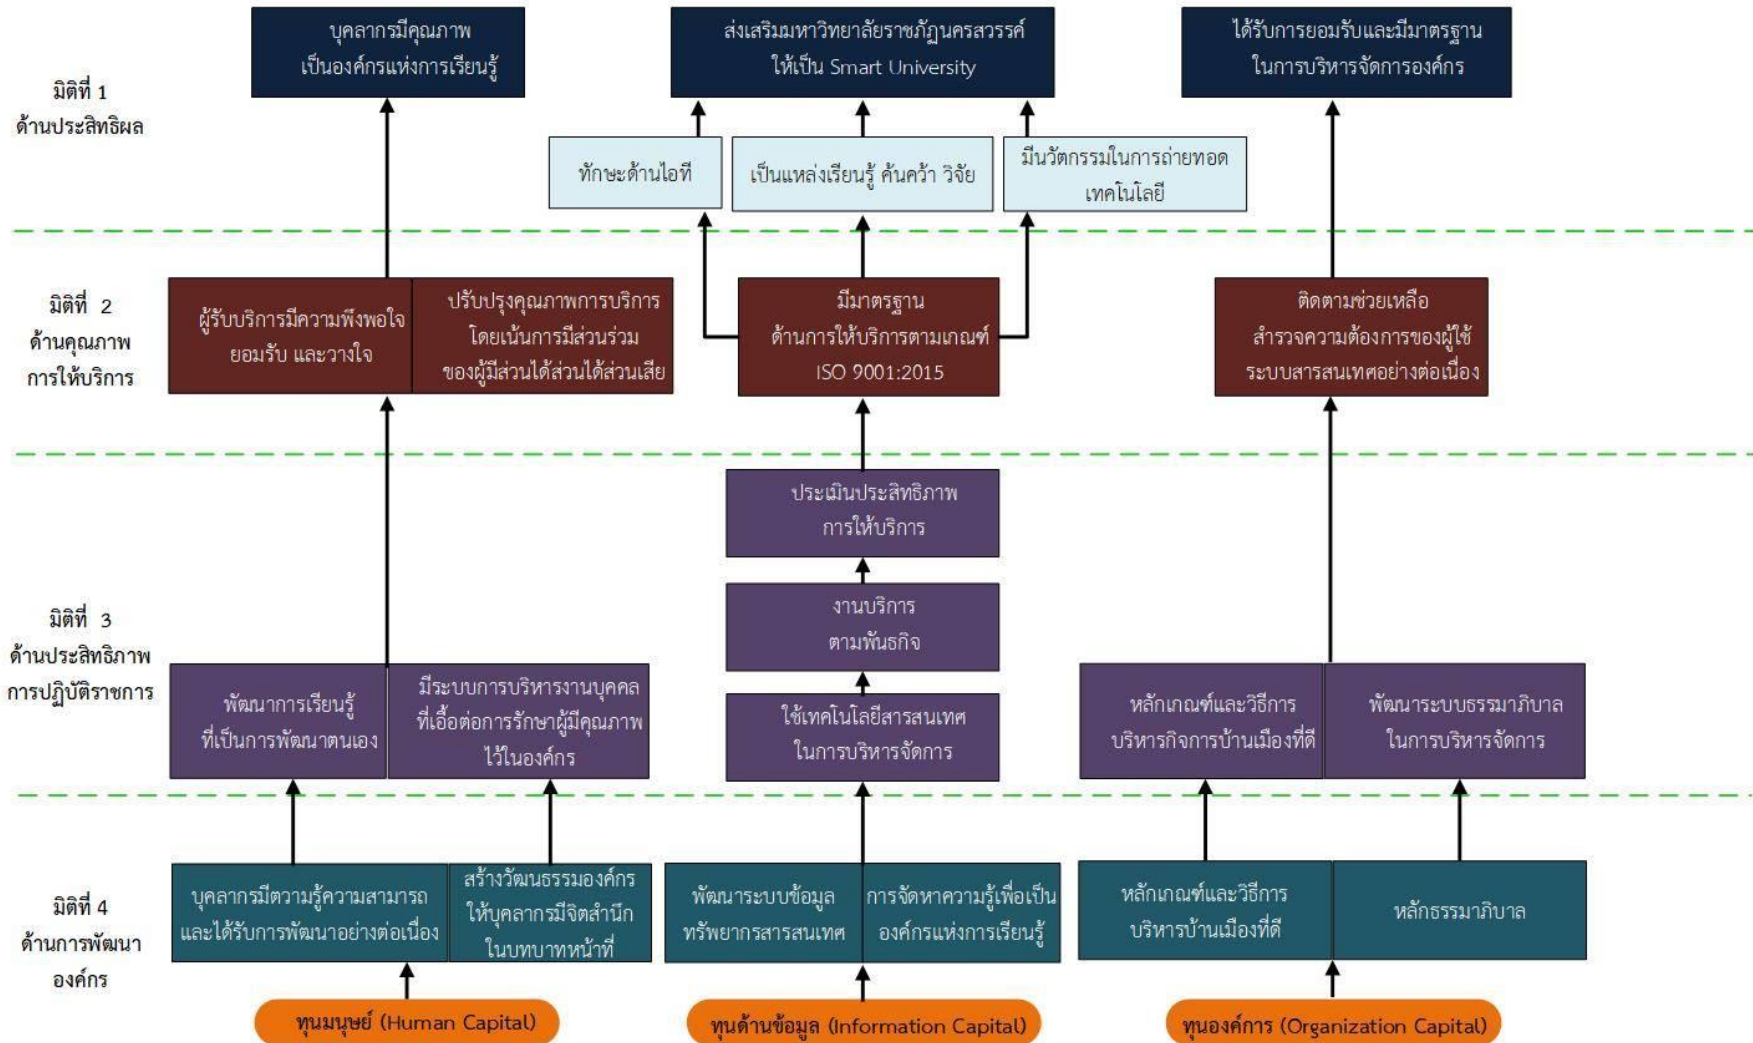 บุคลากรมีคุณภาพ
เป็นองค์กรแห่งการเรียนรู้
ส่งเสริมมหาวิทยาลัยราชภัฏนครสวรรค์
ให้เป็น Smart University
ได้รับการยอมรับและมีมาตรฐาน
ในการบริหารจัดการองค์กร
มิติที่ 1
ด้านประสิทธิผล
ทักษะด้านไอที
เป็นแหล่งเรียนรู้ ค้นคว้า วิจัย
มีนวัตกรรมในการถ่ายทอด
เทคโนโลยี
มิติที่ 2
ด้านคุณภาพ
การให้บริการ
ผู้รับบริการมีความพึงพอใจ
ยอมรับ และวางใจ
ปรับปรุงคุณภาพการบริการ
โดยเน้นการมีส่วนร่วม
ของผู้มีส่วนได้ส่วนได้ส่วนเสีย
มีมาตรฐาน
ด้านการให้บริการตามเกณฑ์
ISO 9001:2015
ติดตามช่วยเหลือ
สำรวจความต้องการของผู้ใช้
ระบบสารสนเทศอย่างต่อเนื่อง
ประเมินประสิทธิภาพ
การให้บริการ
งานบริการ
ตามพันธกิจ
มิติที่ 3
ด้านประสิทธิภาพ
การปฏิบัติราชการ
พัฒนาการเรียนรู้
ที่เป็นการพัฒนาตนเอง
มีระบบการบริหารงานบุคคล
ที่เอื้อต่อการรักษาผู้มีคุณภาพ
ไว้ในองค์กร
ใช้เทคโนโลยีสารสนเทศ
ในการบริหารจัดการ
หลักเกณฑ์และวิธีการ
บริหารกิจการบ้านเมืองที่ดี
พัฒนาระบบธรรมาภิบาล
ในการบริหารจัดการ
มิติที่ 4
ด้านการพัฒนา
องค์กร
บุคลากรมีตวามรู้ความสามารถ
และได้รับการพัฒนาอย่างต่อเนื่อง
สร้างวัฒนธรรมองค์กร
ให้บุคลากรมีจิตสำนึก
ในบทบาทหน้าที่
พัฒนาระบบข้อมูล
ทรัพยากรสารสนเทศ
การจัดหาความรู้เพื่อเป็น
องค์กรแห่งการเรียนรู้
หลักเกณฑ์และวิธีการ
บริหารบ้านเมืองที่ดี
หลักธรรมาภิบาล
ทุนมนุษย์ (Human Capital)
ทุนด้านข้อมูล (Information Capital)
ทุนองค์การ (Organization Capital)